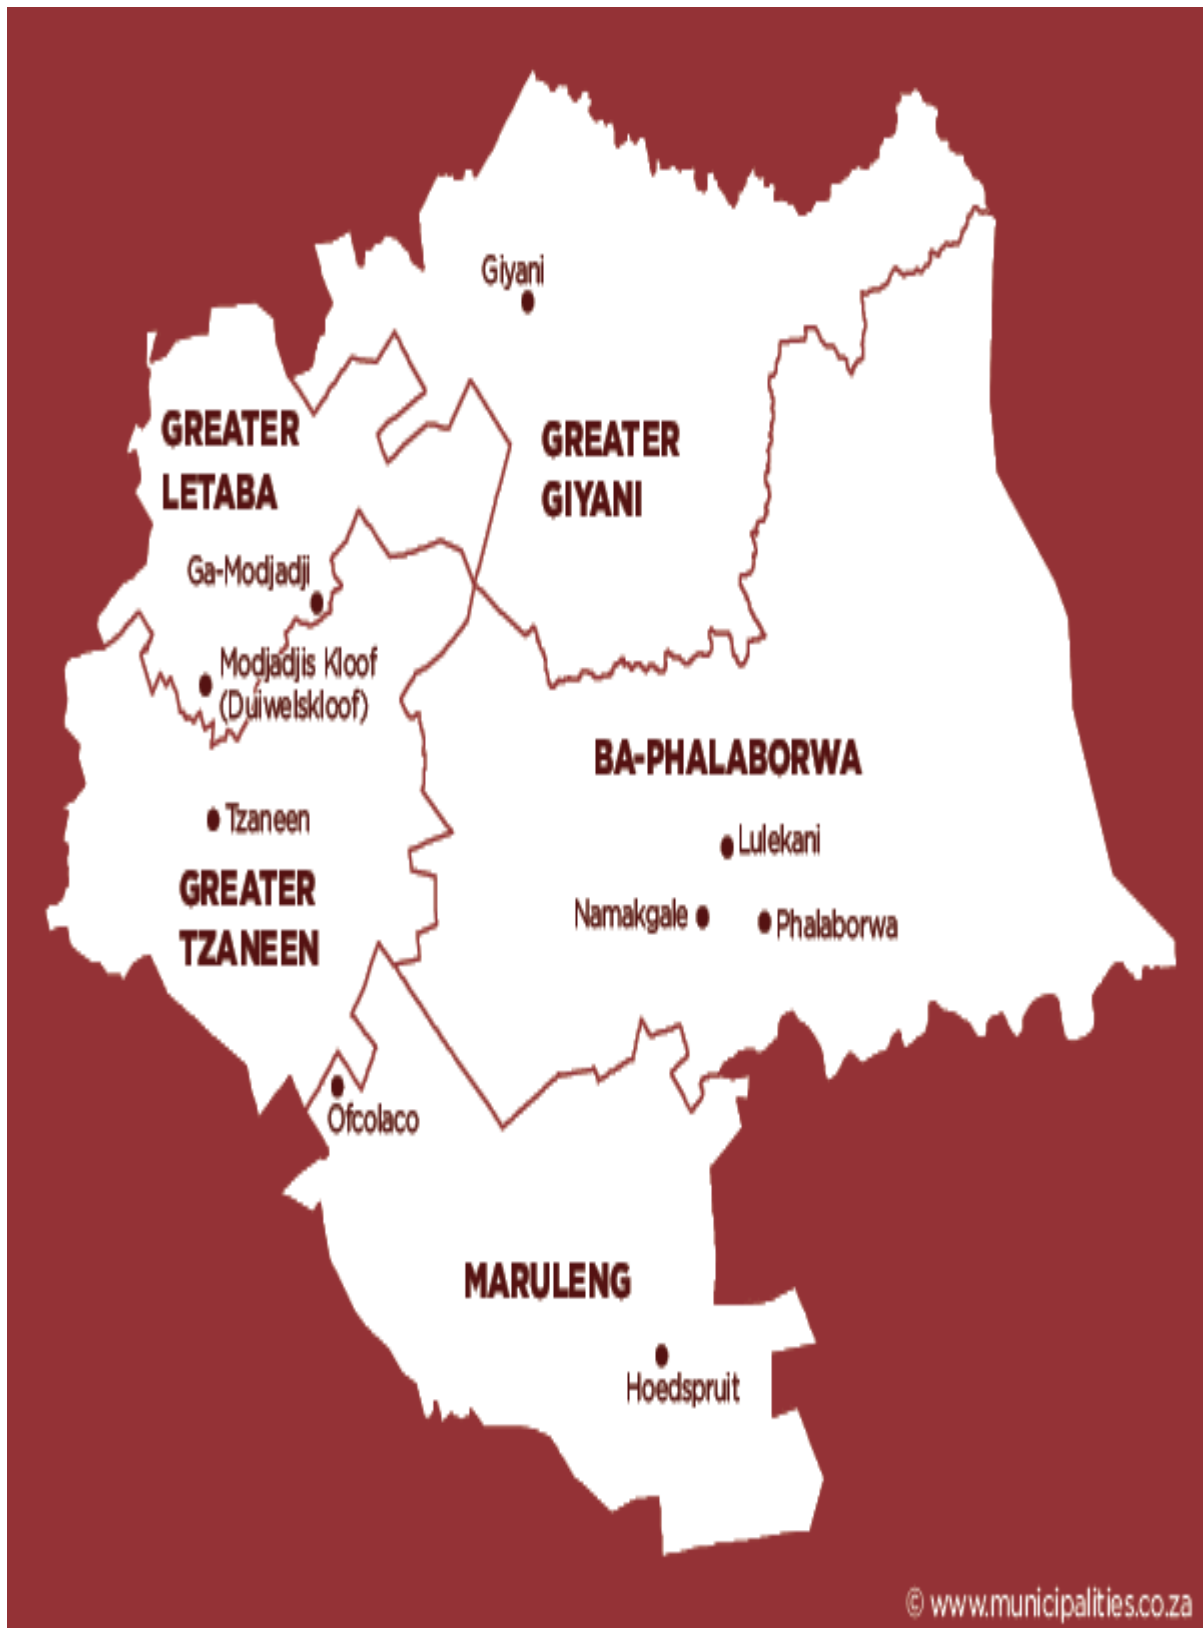 Giyani
GREATER
LETABA
GREATER
GIYANI
Ga-Modjadji
Modjadjis Kloof
(Duiwelskloof)
BA-PHALABORWA
Tzaneen
Lulekani
GREATER
TZANEEN
Namakgale
Phalaborwa
Ofcolaco
MARULENG
Hoedspruit
© www.municipalities.co.za